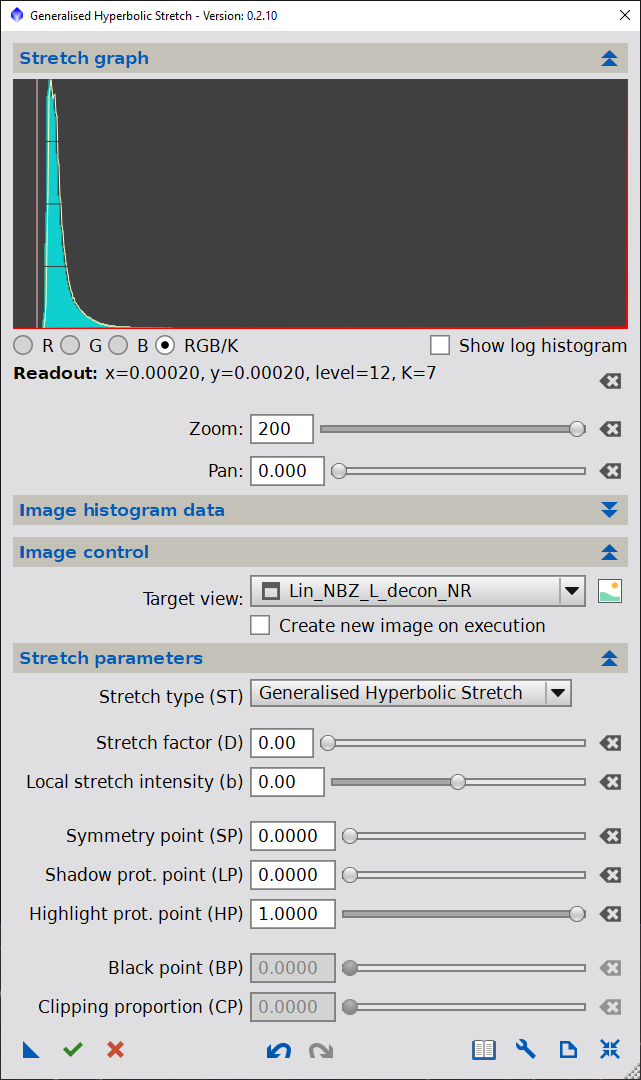 Generalised Hyperbolic Stretch - Version: 0.2.10
Stretch graph
R G B RGB/K Show log histogram
Readout: x=0.00020, y=0.00020, level=12, K=7
Zoom: 200
Pan: 0.000
Image histogram data
Image control
Target view: Lin_NBZ_L_decon_NR
Create new image on execution
Stretch parameters
Stretch type (ST) Generalised Hyperbolic Stretch
Stretch factor (D) 0.00
Local stretch intensity (b) 0.00
Symmetry point (SP) 0.0000
Shadow prot. point (LP) 0.0000
Highlight prot. point (HP) 1.0000
Black point (BP) 0.0000
Clipping proportion (CP) 0.0000